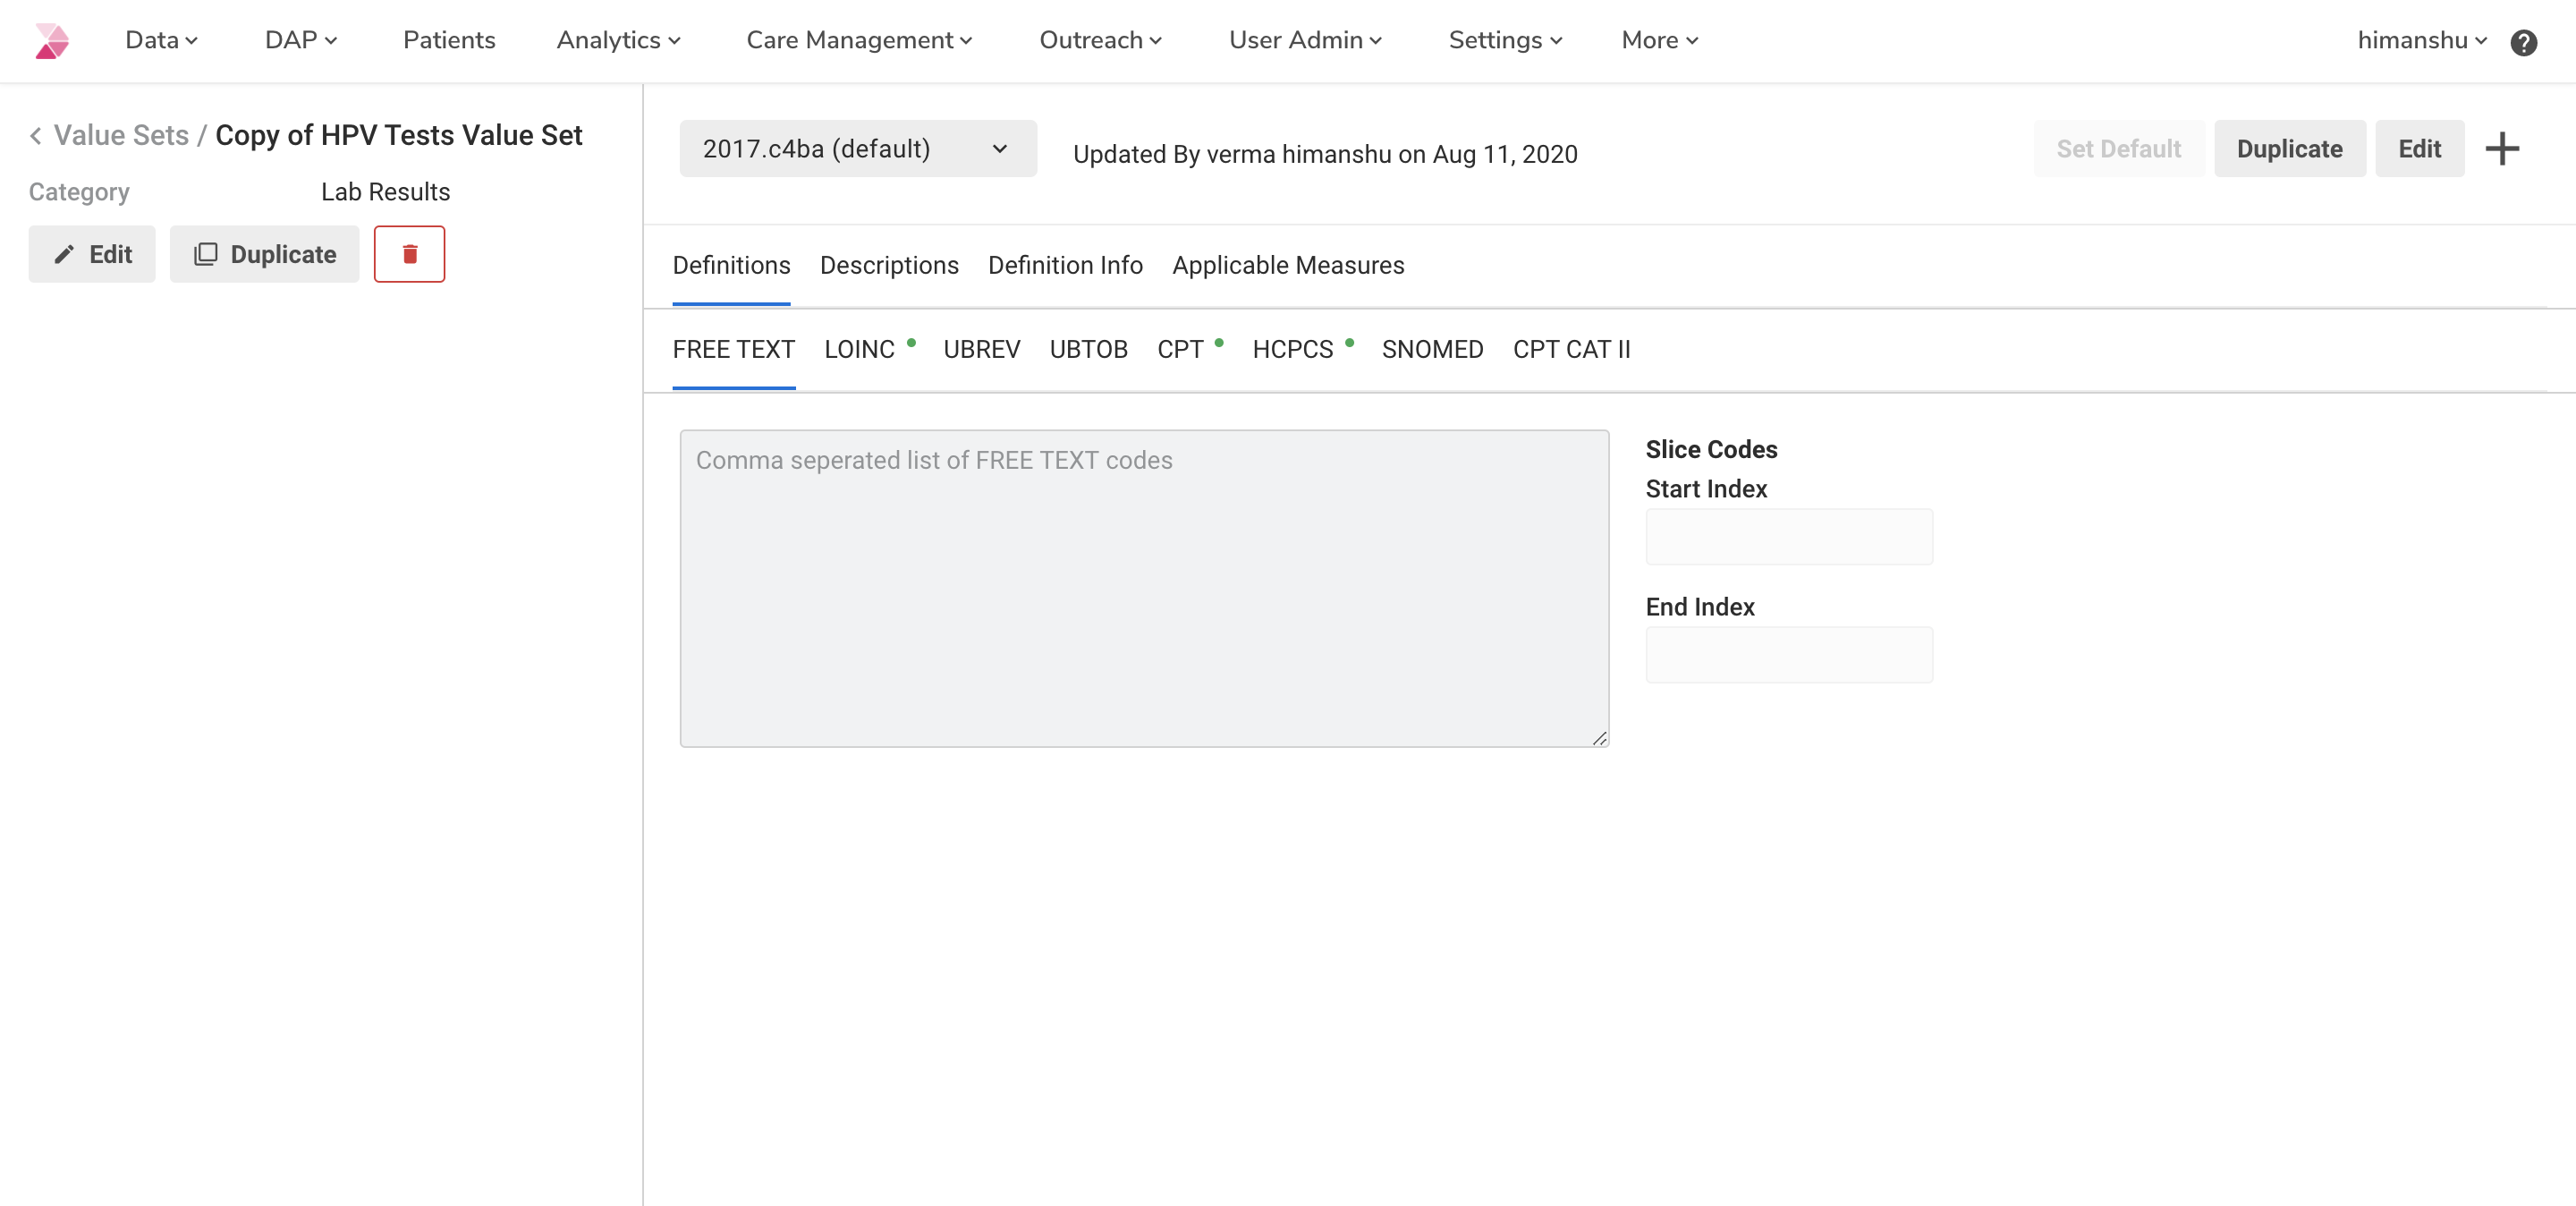 Data DAP Patients Analytics Care Management Outreach User Admin Settings More himanshu ?
Value Sets / Copy of HPV Tests Value Set
Category Lab Results
Edit Duplicate
2017.c4ba (default) Updated By verma himanshu on Aug 11, 2020 Set Default Duplicate Edit
Definitions Descriptions Definition Info Applicable Measures
FREE TEXT LOINC UBREV UBTOB CPT HCPCS SNOMED CPT CAT II
Comma seperated list of FREE TEXT codes
Slice Codes
Start Index
End Index